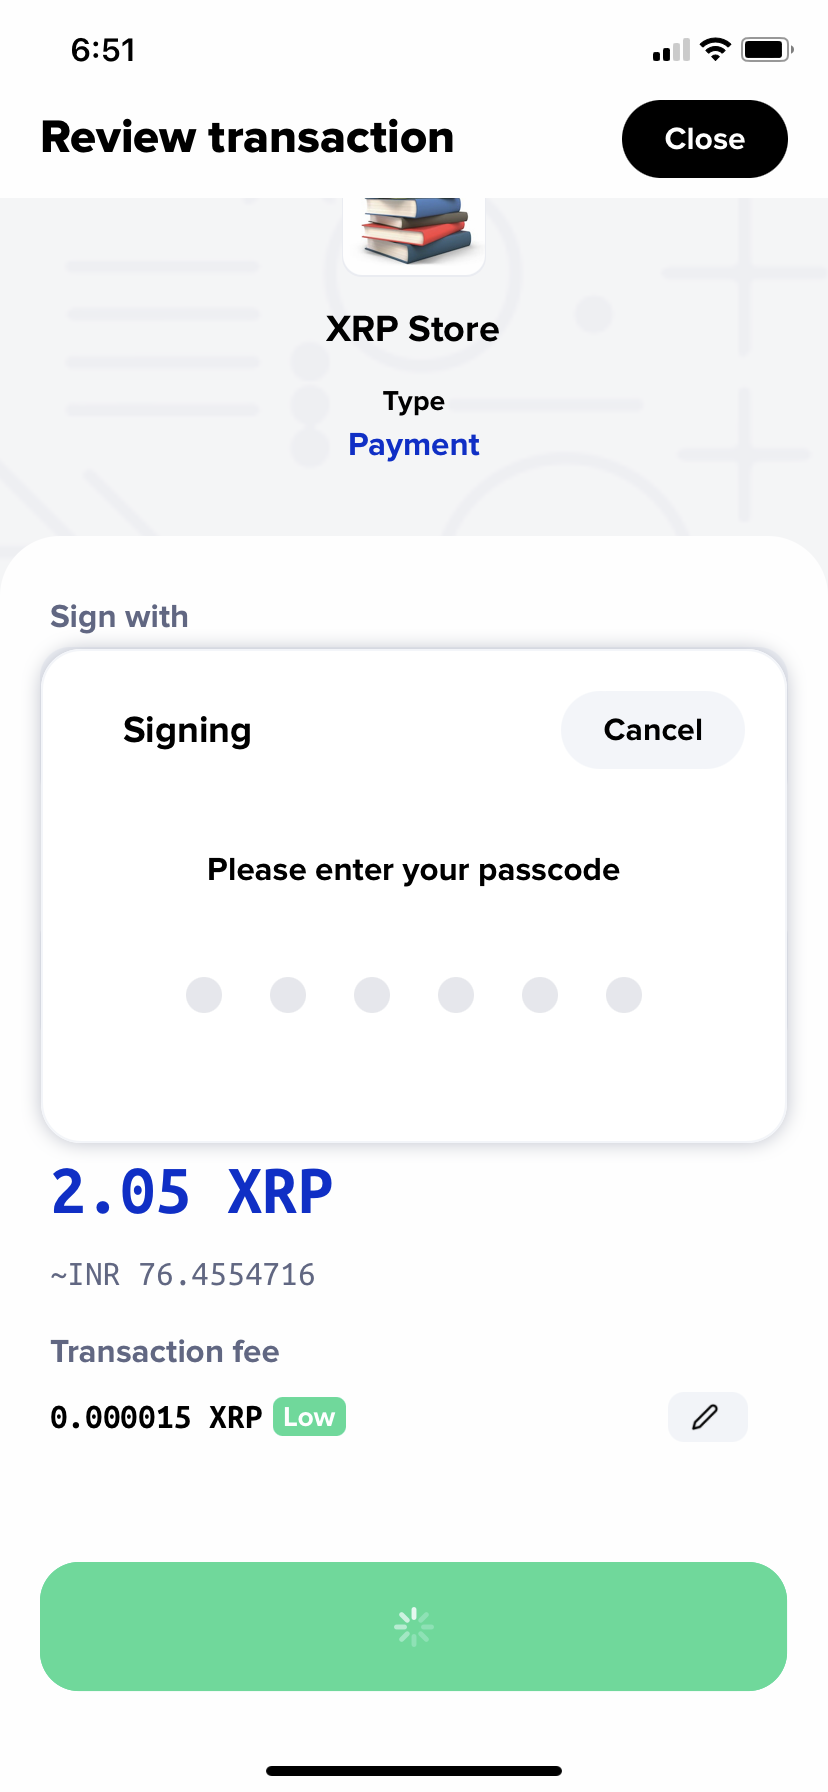 6:51
Review transaction
Close
XRP Store
Type
Payment
Sign with
Signing
Cancel
Please enter your passcode
2.05 XRP
~INR 76.4554716
Transaction fee
0.000015 XRP Low